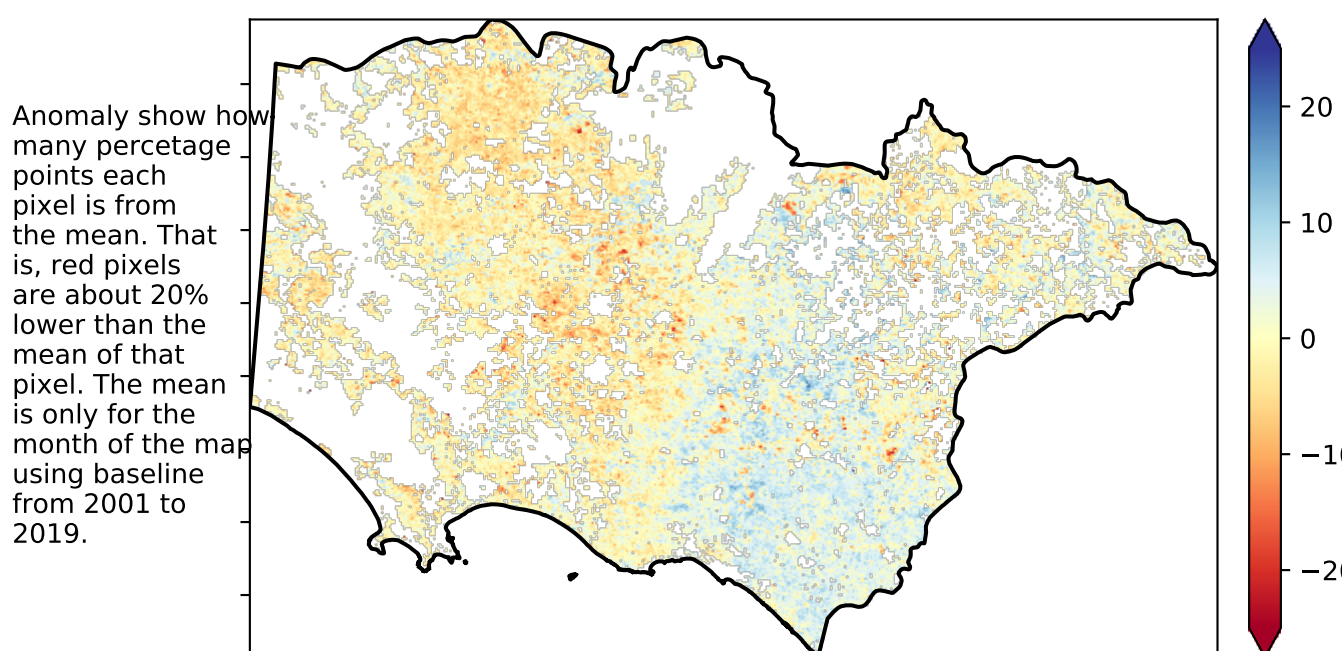 Anomaly show how
many percetage
points each
pixel is from
the mean. That
is, red pixels
are about 20%
lower than the
mean of that
pixel. The mean
is only for the
month of the map
using baseline
from 2001 to
2019.
20
10
0
−10
−20